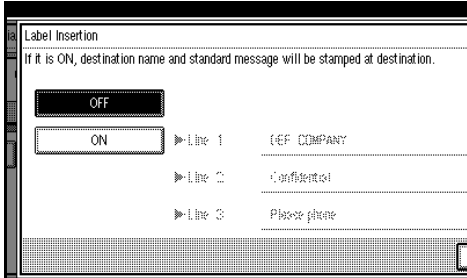 Label Insertion
If it is ON, destination name and standard message will be stamped at destination.
OFF
ON
▶Line 1 DEF COMPANY
▶Line 2 Confidential
▶Line 3 Please phone